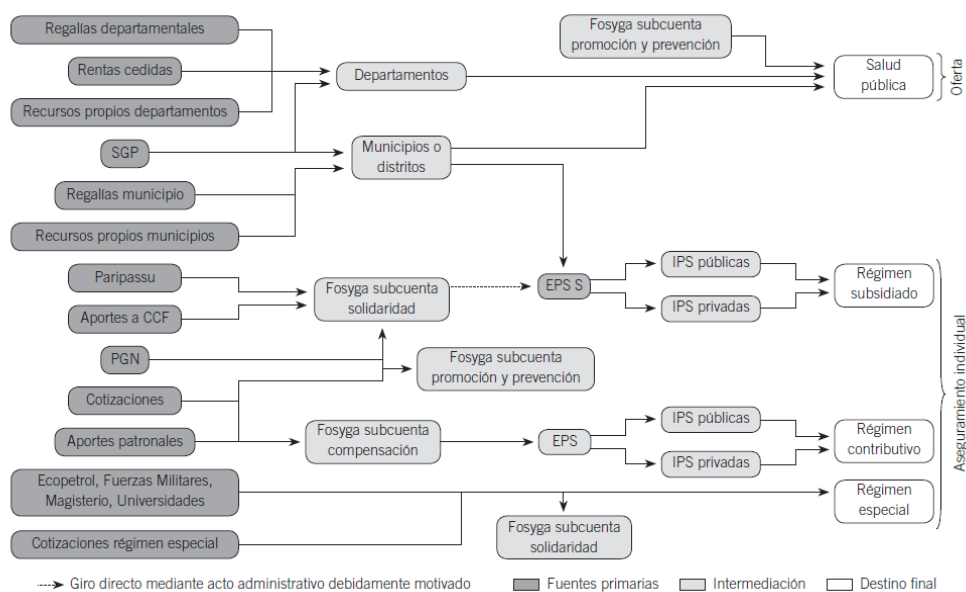 Regalías departamentales
Rentas cedidas
Recursos propios departamentos
SGP
Regalías municipio
Recursos propios municipios
Paripassu
Aportes a CCF
PGN
Cotizaciones
Aportes patronales
Ecopetrol, Fuerzas Militares,
Magisterio, Universidades
Cotizaciones régimen especial
Departamentos
Municipios o
distritos
Fosyga subcuenta
solidaridad
Fosyga subcuenta
promoción y prevención
Fosyga subcuenta
compensación
Fosyga subcuenta
promoción y prevención
EPS S
EPS
Fosyga subcuenta
solidaridad
IPS públicas
IPS privadas
IPS públicas
IPS privadas
Salud
pública
Régimen
subsidiado
Régimen
contributivo
Régimen
especial
Oferta
Aseguramiento individual
Giro directo mediante acto administrativo debidamente motivado
Fuentes primarias
Intermediación
Destino final